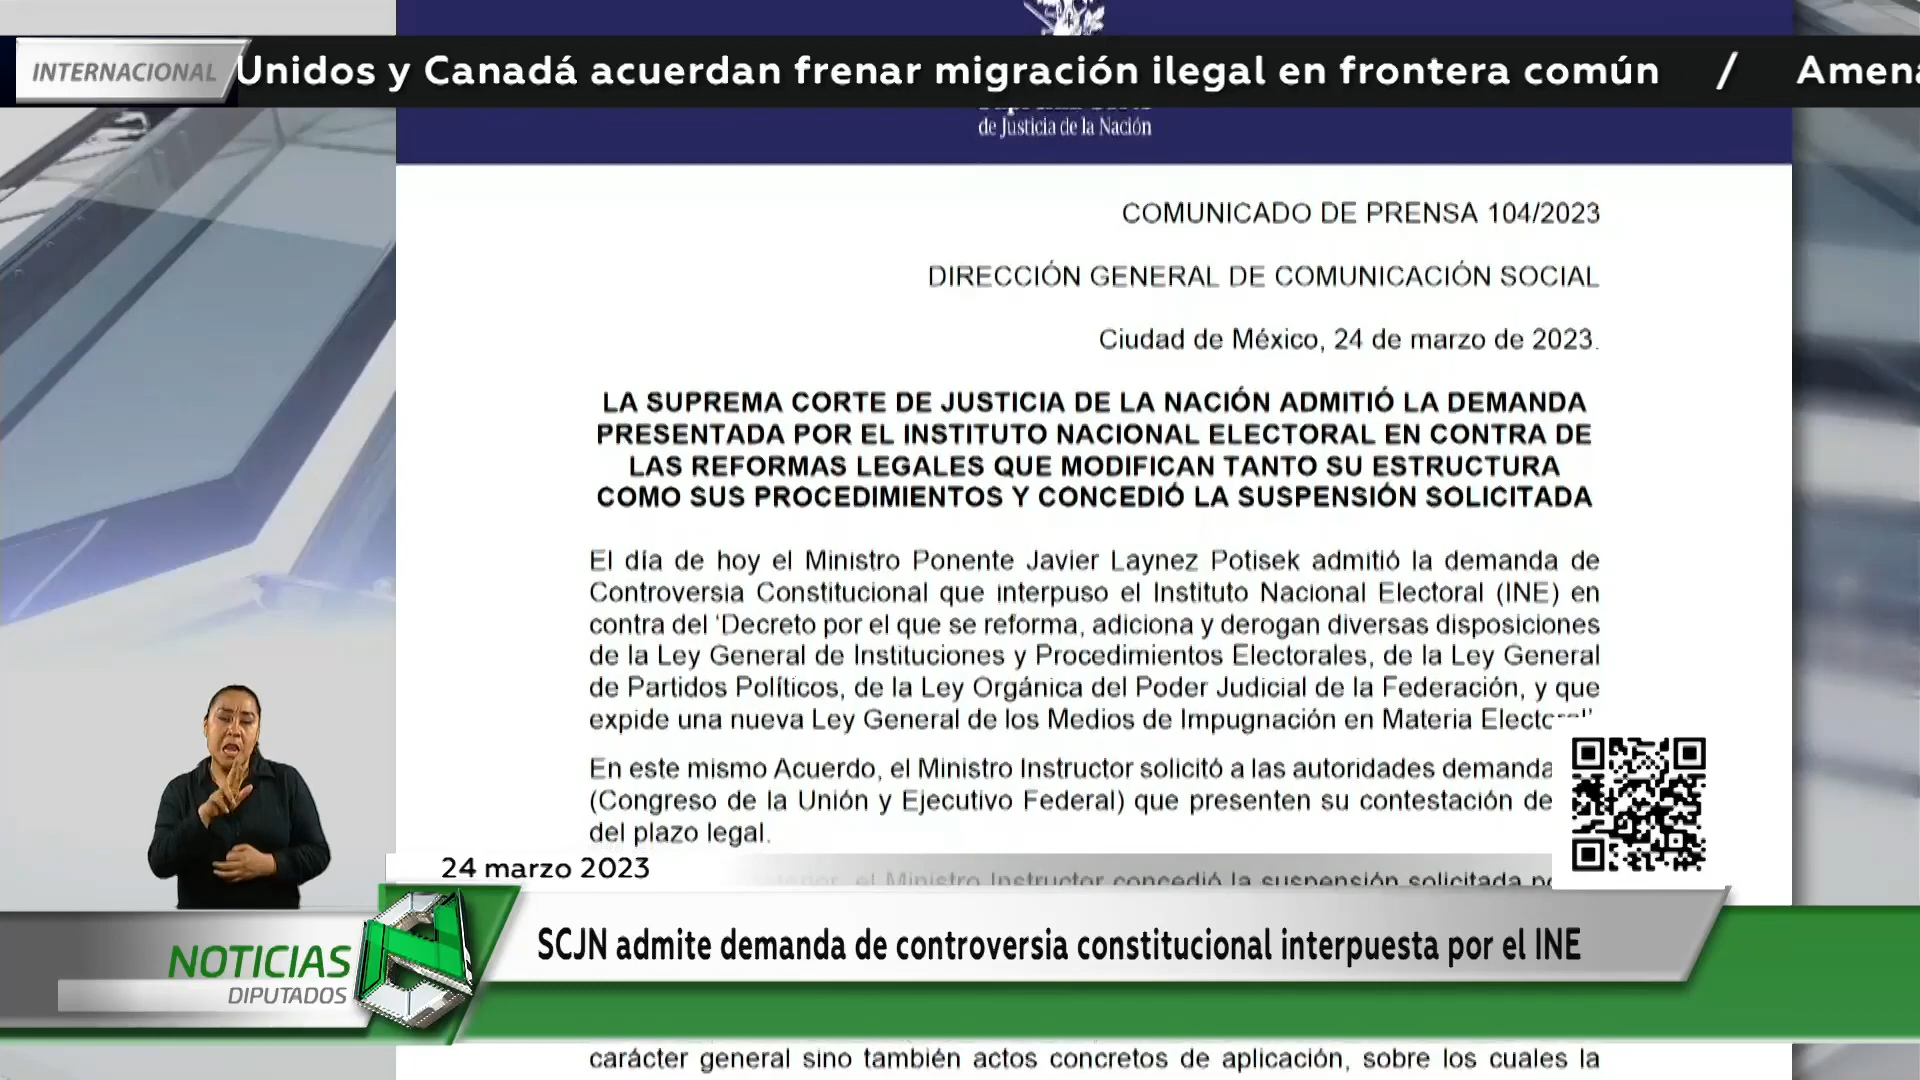 INTERNACIONAL
Unidos y Canadá acuerdan frenar migración ilegal en frontera común / Amena
de Justicia de la Nación
COMUNICADO DE PRENSA 104/2023
DIRECCIÓN GENERAL DE COMUNICACIÓN SOCIAL
Ciudad de México, 24 de marzo de 2023.
LA SUPREMA CORTE DE JUSTICIA DE LA NACIÓN ADMITIÓ LA DEMANDA
PRESENTADA POR EL INSTITUTO NACIONAL ELECTORAL EN CONTRA DE
LAS REFORMAS LEGALES QUE MODIFICAN TANTO SU ESTRUCTURA
COMO SUS PROCEDIMIENTOS Y CONCEDIÓ LA SUSPENSIÓN SOLICITADA
El día de hoy el Ministro Ponente Javier Laynez Potisek admitió la demanda de
Controversia Constitucional que interpuso el Instituto Nacional Electoral (INE) en
contra del ‘Decreto por el que se reforma, adiciona y derogan diversas disposiciones
de la Ley General de Instituciones y Procedimientos Electorales, de la Ley General
de Partidos Políticos, de la Ley Orgánica del Poder Judicial de la Federación, y que
expide una nueva Ley General de los Medios de Impugnación en Materia Electoral’
En este mismo Acuerdo, el Ministro Instructor solicitó a las autoridades demanda
(Congreso de la Unión y Ejecutivo Federal) que presenten su contestación de
del plazo legal.
24 marzo 2023
el Ministro Instructor concedió la suspensión solicitada
NOTICIAS
DIPUTADOS
SCJN admite demanda de controversia constitucional interpuesta por el INE
carácter general sino también actos concretos de aplicación, sobre los cuales la